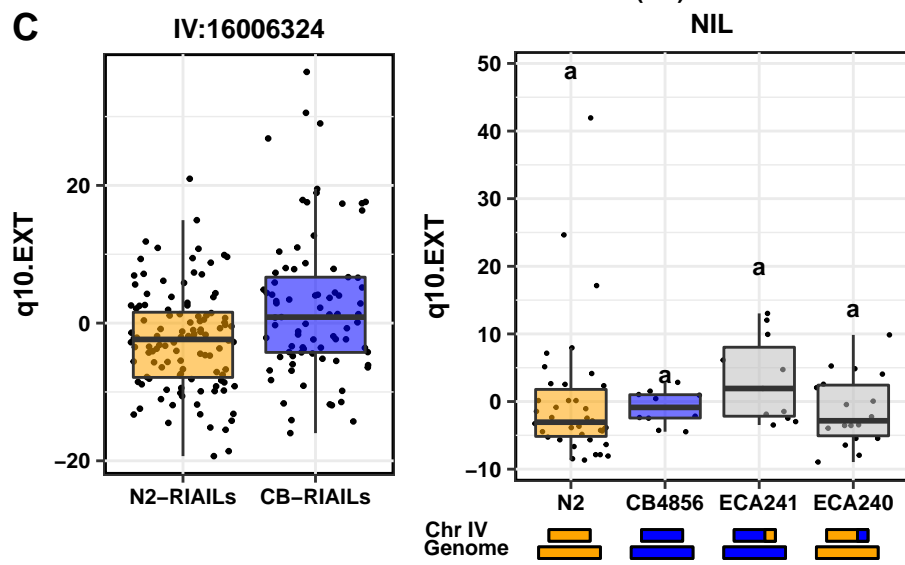 C
IV:16006324
NIL
q10.EXT
20
0
−20
N2−RIAILs CB−RIAILs
q10.EXT
50
40
30
20
10
0
−10
a
a
a
a
N2 CB4856 ECA241 ECA240
Chr IV
Genome